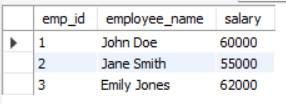 emp_id employee_name salary
1 John Doe 60000
2 Jane Smith 55000
3 Emily Jones 62000